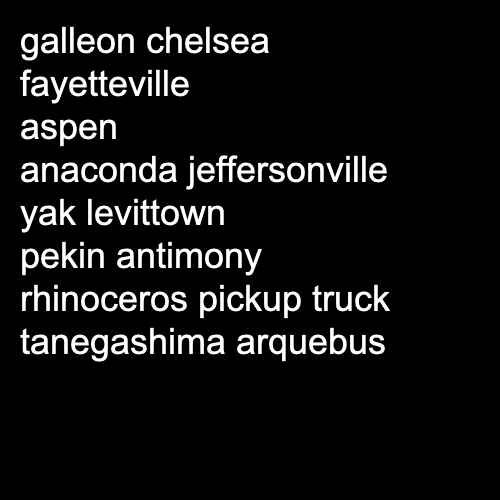 galleon chelsea
fayetteville
aspen
anaconda jeffersonville
yak levittown
pekin antimony
rhinoceros pickup truck
tanegashima arquebus